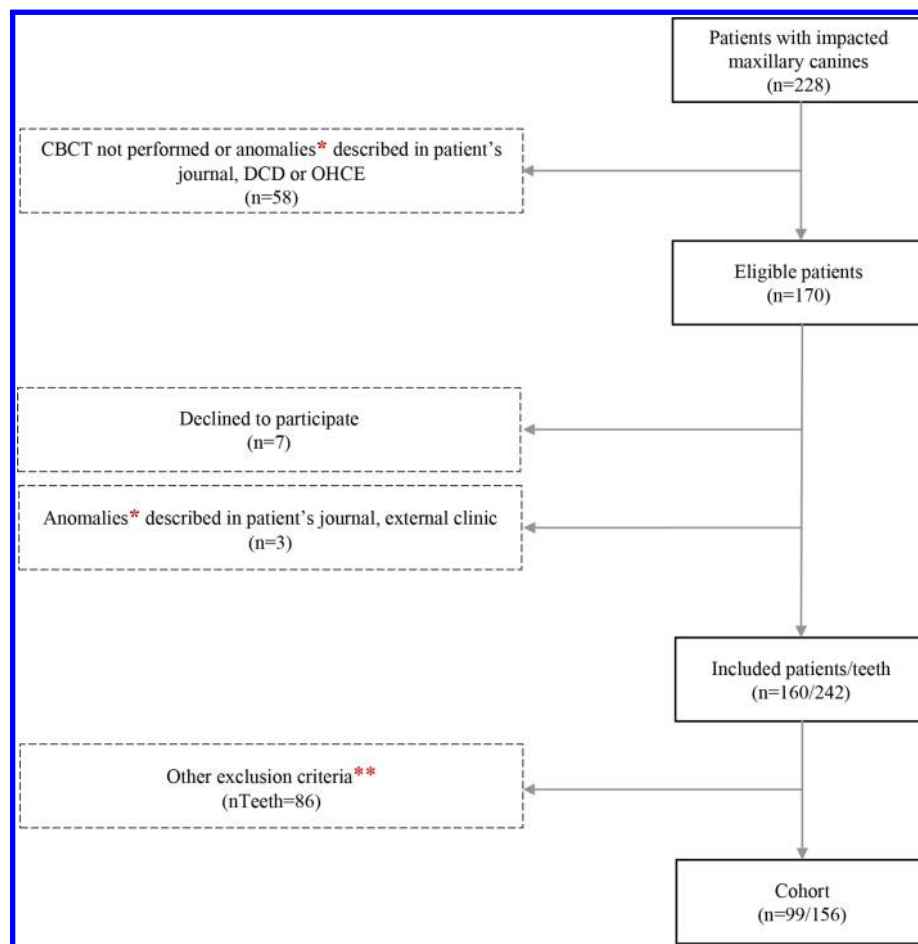 Patients with impacted
maxillary canines
(n=228)
CBCT not performed or anomalies* described in patient's
journal, DCD or OHCE
(n=58)
Eligible patients
(n=170)
Declined to participate
(n=7)
Anomalies* described in patient's journal, external clinic
(n=3)
Included patients/teeth
(n=160/242)
Other exclusion criteria**
(nTeeth=86)
Cohort
(n=99/156)